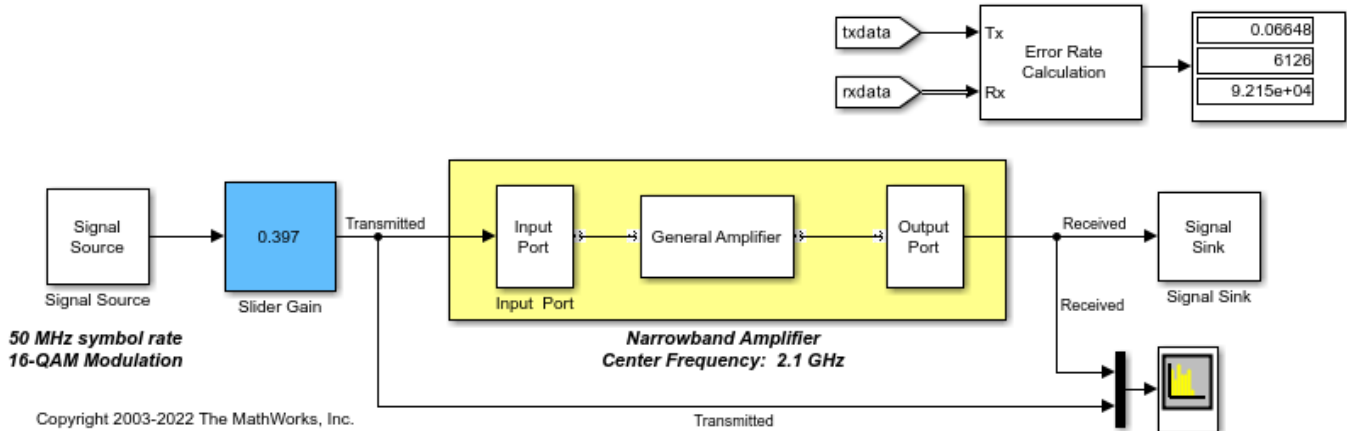 txdata
Tx
Error Rate
Calculation
0.06648
6126
9.215e+04
rxdata
Rx
Signal
Source
Signal Source
0.397
Slider Gain
Transmitted
Input
Port
Input  Port
General Amplifier
Output
Port
Received
Signal
Sink
Signal Sink
Received
50 MHz symbol rate
16-QAM Modulation
Narrowband Amplifier
Center Frequency:  2.1 GHz
Copyright 2003-2022 The MathWorks, Inc.
Transmitted